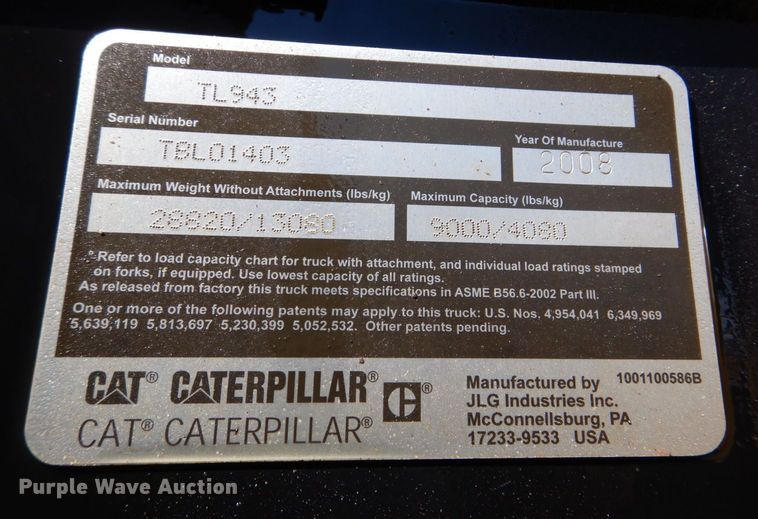 Model
TL943
Serial Number
TBL01403
Year Of Manufacture
2008
Maximum Weight Without Attachments (lbs/kg)
28820/13080
Maximum Capacity (lbs/kg)
9000/4080
* Refer to load capacity chart for truck with attachment, and individual load ratings stamped
on forks, if equipped. Use lowest capacity of all ratings.
As released from factory this truck meets specifications in ASME B56.6-2002 Part III.
One or more of the following patents may apply to this truck: U.S. Nos. 4,954,041 6,349,969
5,639,119 5,813,697 5,230,399 5,052,532. Other patents pending.
CAT® CATERPILLAR® C®
CAT® CATERPILLAR®
Manufactured by 1001100586B
JLG Industries Inc.
McConnellsburg, PA
17233-9533 USA
Purple Wave Auction